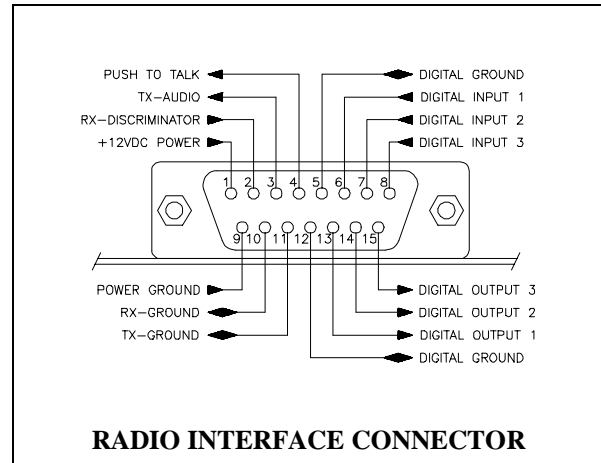 PUSH TO TALK
TX-AUDIO
RX-DISCRIMINATOR
+12VDC POWER
DIGITAL GROUND
DIGITAL INPUT 1
DIGITAL INPUT 2
DIGITAL INPUT 3
1 2 3 4 5 6 7 8
9 10 11 12 13 14 15
POWER GROUND
RX-GROUND
TX-GROUND
DIGITAL OUTPUT 3
DIGITAL OUTPUT 2
DIGITAL OUTPUT 1
DIGITAL GROUND
RADIO INTERFACE CONNECTOR